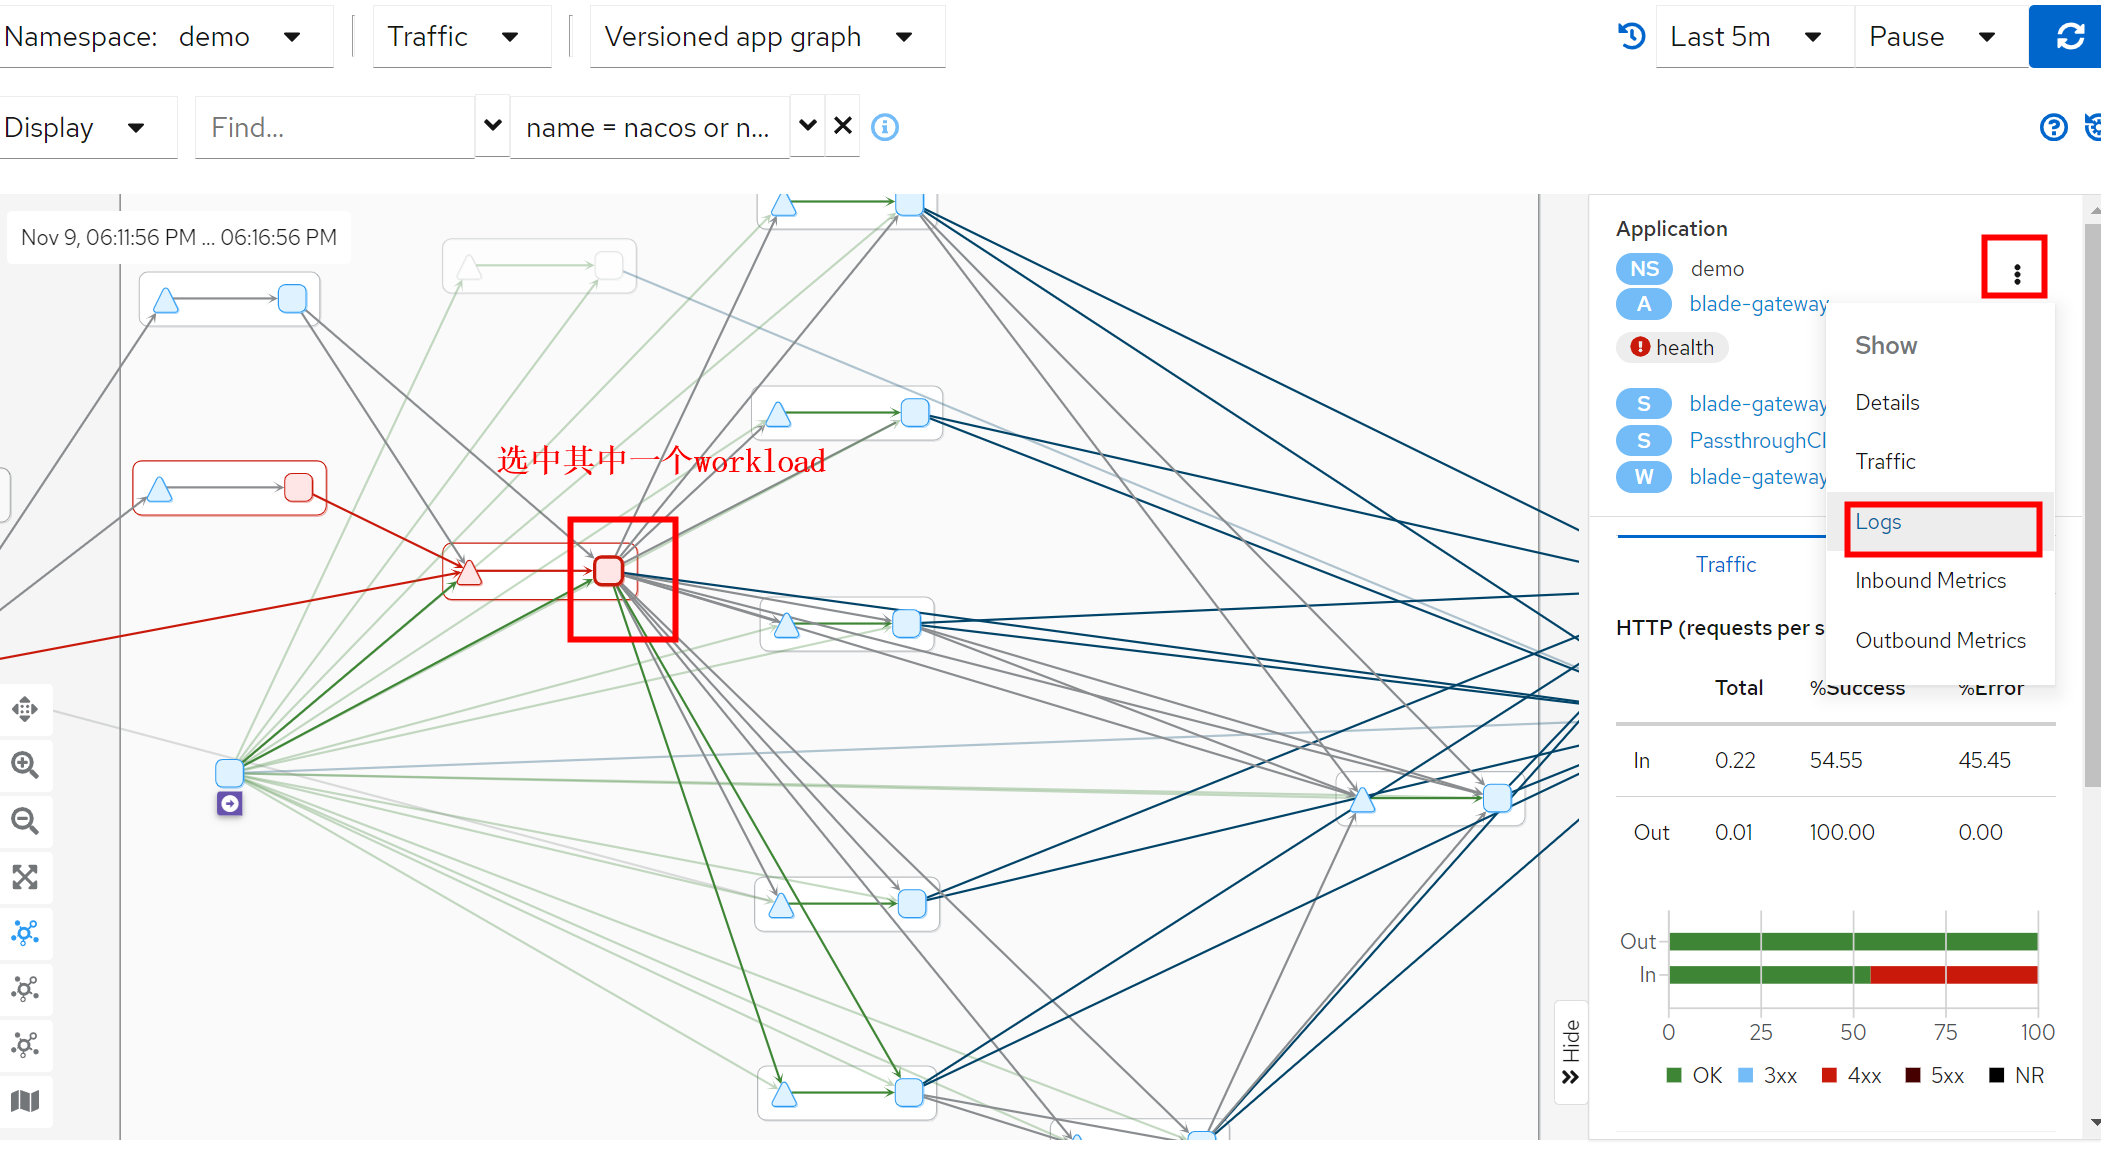 Namespace: demo
Traffic
Versioned app graph
Last 5m
Pause
Display
Find...
name = nacos or n...
Nov 9, 06:11:56 PM ... 06:16:56 PM
选中其中一个workload
Hide
Application
NS demo
A blade-gateway
health
S blade-gateway
S PassthroughCl
W blade-gateway
Show
Details
Traffic
Logs
Inbound Metrics
Outbound Metrics
Traffic
HTTP (requests per s
Total %Success %Error
In 0.22 54.55 45.45
Out 0.01 100.00 0.00
Out
In
0 25 50 75 100
OK 3xx 4xx 5xx NR